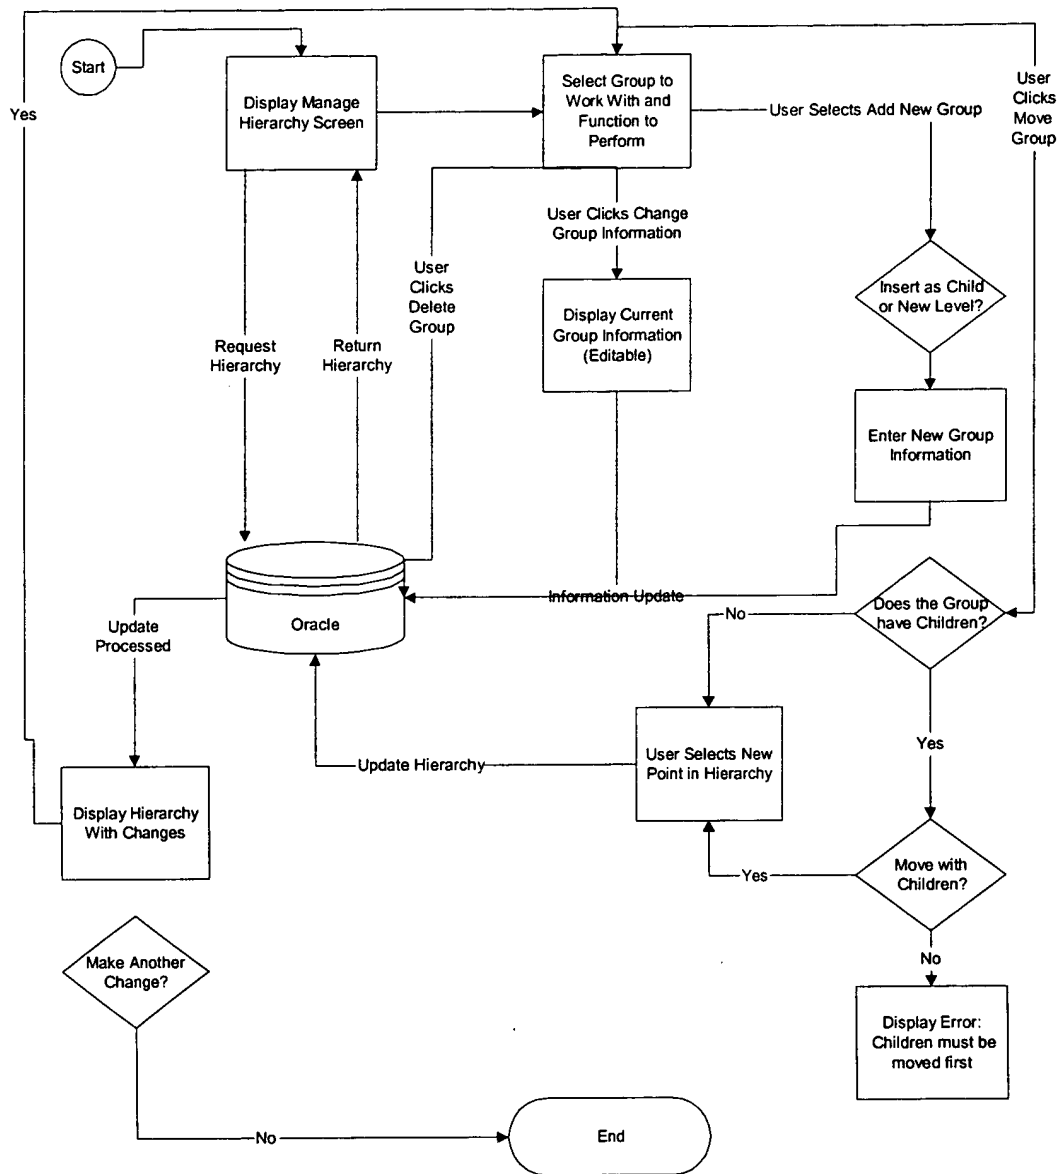 Start
Yes
Display Manage
Hierarchy Screen
Select Group to
Work With and
Function to
Perform
User Selects Add New Group
User
Clicks
Move
Group
User Clicks Change
Group Information
User
Clicks
Delete
Group
Insert as Child
or New Level?
Display Current
Group Information
(Editable)
Request
Hierarchy
Return
Hierarchy
Enter New Group
Information
Information Update
Oracle
Does the Group
have Children?
No
Update
Processed
Yes
User Selects New
Point in Hierarchy
Update Hierarchy
Display Hierarchy
With Changes
Move with
Children?
Yes
No
Make Another
Change?
Display Error:
Children must be
moved first
No
End